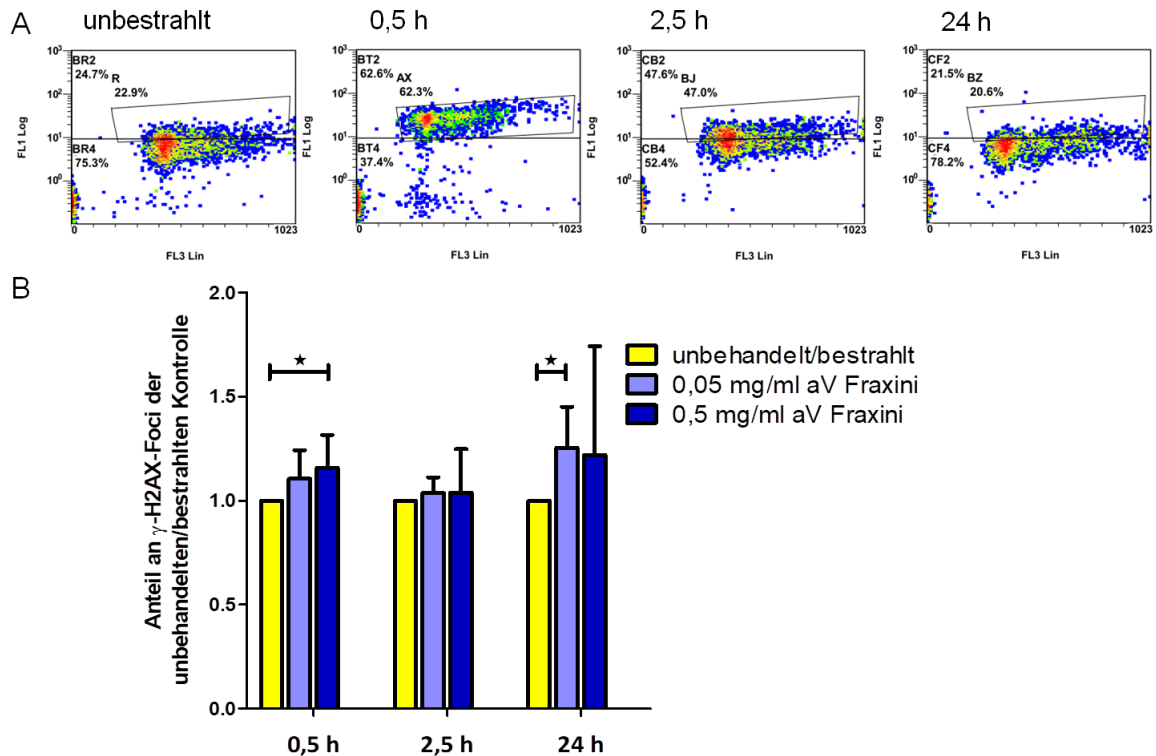 A
unbestrahlt
0,5 h
2,5 h
24 h
10³
10²
10¹
10⁰
FL1 Log
BR2
24.7%
R
22.9%
BR4
75.3%
0
1023
FL3 Lin
10³
10²
10¹
10⁰
FL1 Log
BT2
62.6%
AX
62.3%
BT4
37.4%
0
1023
FL3 Lin
10³
10²
10¹
10⁰
FL1 Log
CB2
47.6%
BJ
47.0%
CB4
52.4%
0
1023
FL3 Lin
10³
10²
10¹
10⁰
FL1 Log
CF2
21.5%
BZ
20.6%
CF4
78.2%
0
1023
FL3 Lin
B
Anteil an γ-H2AX-Foci der
unbehandelten/bestrahlten Kontrolle
2.0
1.5
1.0
0.5
0.0
★
★
0,5 h
2,5 h
24 h
unbehandelt/bestrahlt
0,05 mg/ml aV Fraxini
0,5 mg/ml aV Fraxini